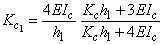 K_{c_1} = \frac{4EI_c}{h_1} \frac{K_c h_1 + 3EI_c}{K_c h_1 + 4EI_c}